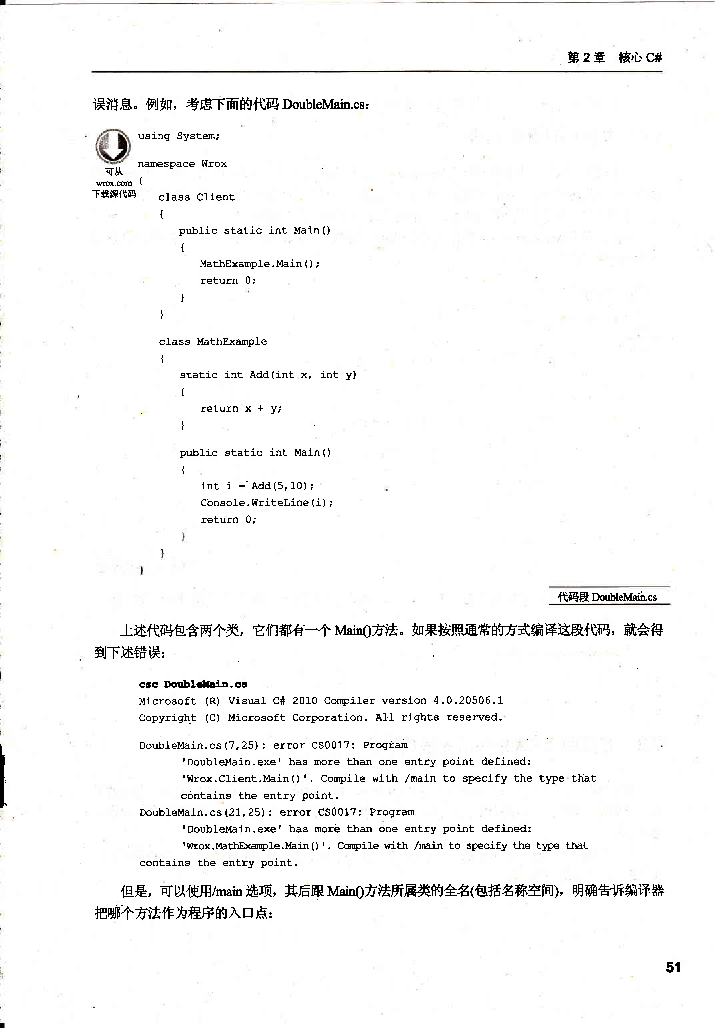 第 2 章 核心 C#
误消息。例如，考虑下面的代码 DoubleMain.cs：
using System;
可从
wrox.com
下载源代码
namespace Wrox
{
class Client
{
public static int Main()
{
MathExample.Main();
return 0;
}
}
class MathExample
{
static int Add(int x, int y)
{
return x + y;
}
public static int Main()
{
int i = Add(5,10);
Console.WriteLine(i);
return 0;
}
}
}
代码段 DoubleMain.cs
上述代码包含两个类，它们都有一个 Main()方法。如果按照通常的方式编译这段代码，就会得
到下述错误：
csc DoubleMain.cs
Microsoft (R) Visual C# 2010 Compiler version 4.0.20506.1
Copyright (C) Microsoft Corporation. All rights reserved.
DoubleMain.cs(7,25): error CS0017: Program
'DoubleMain.exe' has more than one entry point defined:
'Wrox.Client.Main()'. Compile with /main to specify the type that
contains the entry point.
DoubleMain.cs(21,25): error CS0017: Program
'DoubleMain.exe' has more than one entry point defined:
'Wrox.MathExample.Main()'. Compile with /main to specify the type that
contains the entry point.
但是，可以使用/main 选项，其后跟 Main()方法所属类的全名(包括名称空间)，明确告诉编译器
把哪个方法作为程序的入口点：
51